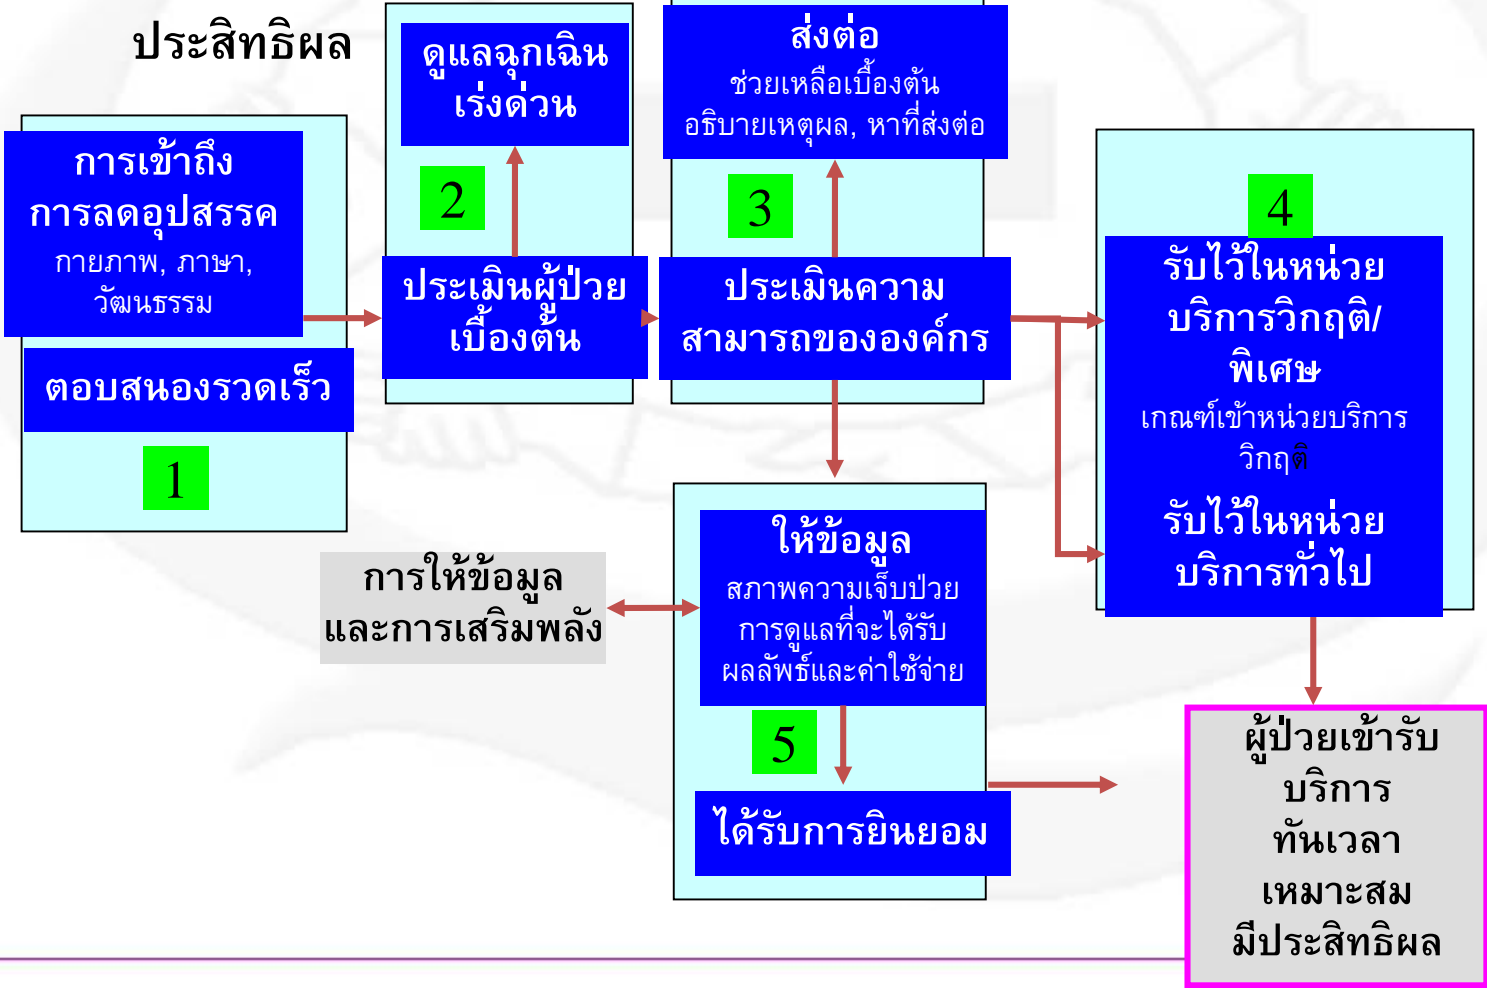 ประสิทธิผล
การเข้าถึง
การลดอุปสรรค
กายภาพ, ภาษา,
วัฒนธรรม
ตอบสนองรวดเร็ว
1
ดูแลฉุกเฉิน
เร่งด่วน
2
ประเมินผู้ป่วย
เบื้องต้น
ส่งต่อ
ช่วยเหลือเบื้องต้น
อธิบายเหตุผล, หาที่ส่งต่อ
3
ประเมินความ
สามารถขององค์กร
4
รับไว้ในหน่วย
บริการวิกฤติ/
พิเศษ
เกณฑ์เข้าหน่วยบริการ
วิกฤติ
รับไว้ในหน่วย
บริการทั่วไป
การให้ข้อมูล
และการเสริมพลัง
ให้ข้อมูล
สภาพความเจ็บป่วย
การดูแลที่จะได้รับ
ผลลัพธ์และค่าใช้จ่าย
5
ได้รับการยินยอม
ผู้ป่วยเข้ารับ
บริการ
ทันเวลา
เหมาะสม
มีประสิทธิผล